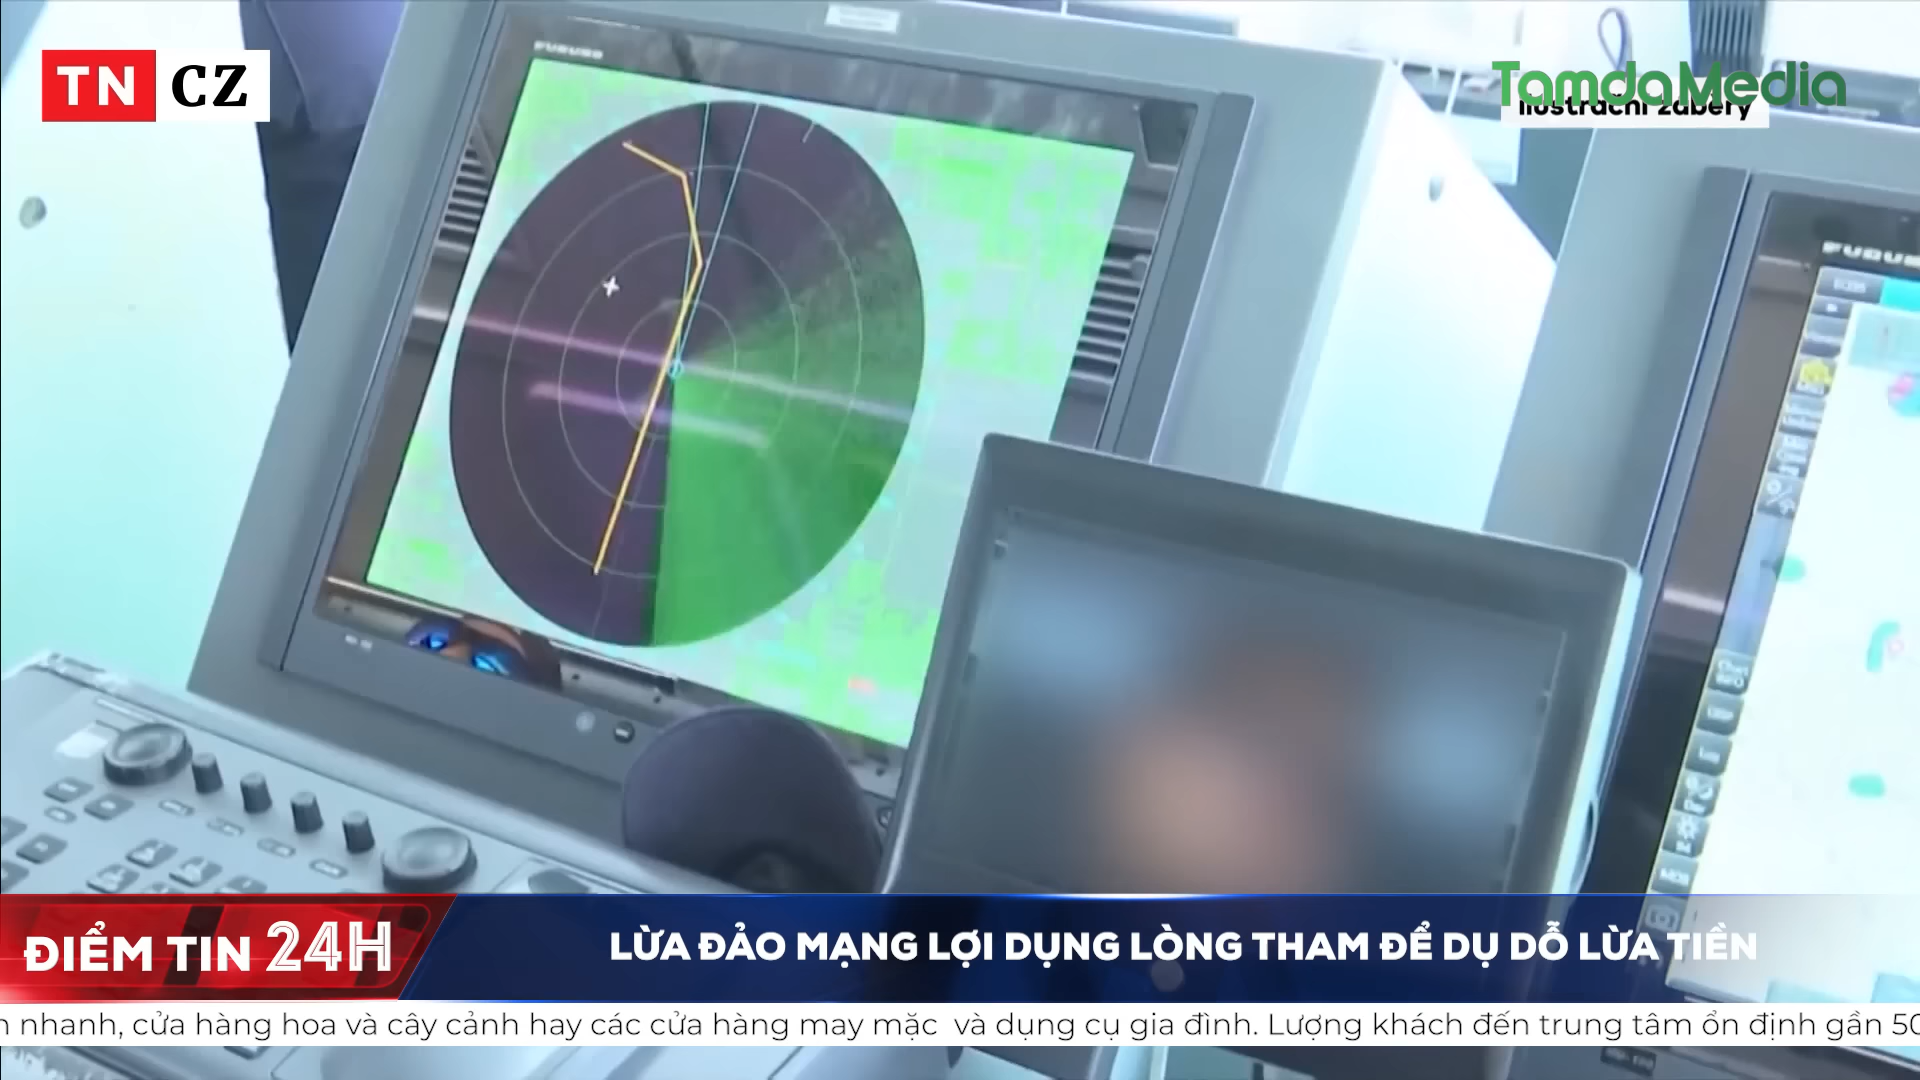 TN CZ
TamdaMedia
ilustrační záběry
FURUNO
ĐIỂM TIN 24H
LỪA ĐẢO MẠNG LỢI DỤNG LÒNG THAM ĐỂ DỤ DỖ LỪA TIỀN
nhanh, cửa hàng hoa và cây cảnh hay các cửa hàng may mặc và dụng cụ gia đình. Lượng khách đến trung tâm ổn định gần 50